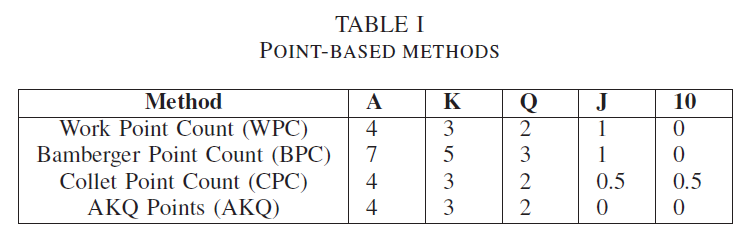 TABLE I
POINT-BASED METHODS
Method A K Q J 10
Work Point Count (WPC) 4 3 2 1 0
Bamberger Point Count (BPC) 7 5 3 1 0
Collet Point Count (CPC) 4 3 2 0.5 0.5
AKQ Points (AKQ) 4 3 2 0 0